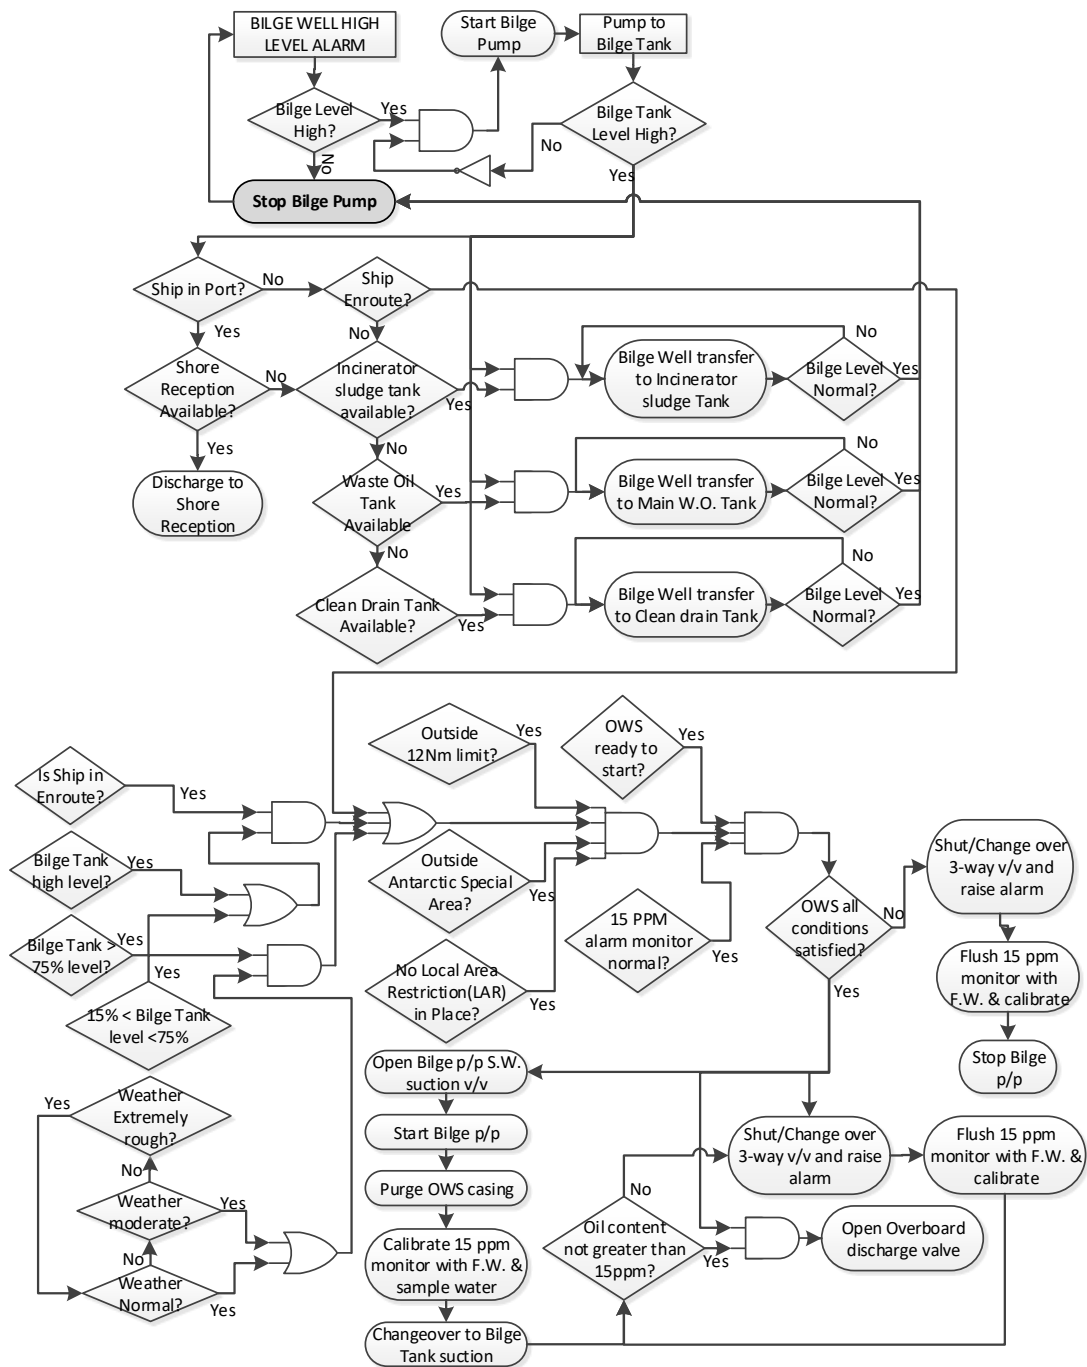 BILGE WELL HIGH
LEVEL ALARM
Start Bilge
Pump
Pump to
Bilge Tank
Bilge Level
High?
Yes
Bilge Tank
Level High?
No
No
Yes
Stop Bilge Pump
Ship in Port?
No
Ship
Enroute?
Yes
No
No
Shore
Reception
Available?
No
Incinerator
sludge tank
available?
Yes
Bilge Well transfer
to Incinerator
sludge Tank
Bilge Level
Normal?
Yes
Yes
No
No
Discharge to
Shore
Reception
Waste Oil
Tank
Available
Yes
Bilge Well transfer
to Main W.O. Tank
Bilge Level
Normal?
Yes
No
No
Clean Drain Tank
Available?
Yes
Bilge Well transfer
to Clean drain Tank
Bilge Level
Normal?
Yes
Outside
12Nm limit?
Yes
OWS
ready to
start?
Yes
Is Ship in
Enroute?
Yes
Bilge Tank
high level?
Yes
Outside
Antarctic Special
Area?
Yes
Shut/Change over
3-way v/v and
raise alarm
OWS all
conditions
satisfied?
No
Yes
15 PPM
alarm monitor
normal?
Yes
Bilge Tank >
75% level?
Yes
Yes
No Local Area
Restriction(LAR)
in Place?
Yes
Flush 15 ppm
monitor with
F.W. & calibrate
15% < Bilge Tank
level <75%
Stop Bilge
p/p
Open Bilge p/p S.W.
suction v/v
Yes
Weather
Extremely
rough?
Start Bilge p/p
Shut/Change over
3-way v/v and raise
alarm
Flush 15 ppm
monitor with F.W. &
calibrate
No
Purge OWS casing
No
Weather
moderate?
Yes
Oil content
not greater than
15ppm?
Yes
Open Overboard
discharge valve
Calibrate 15 ppm
monitor with F.W. &
sample water
No
Weather
Normal?
Yes
Changeover to Bilge
Tank suction